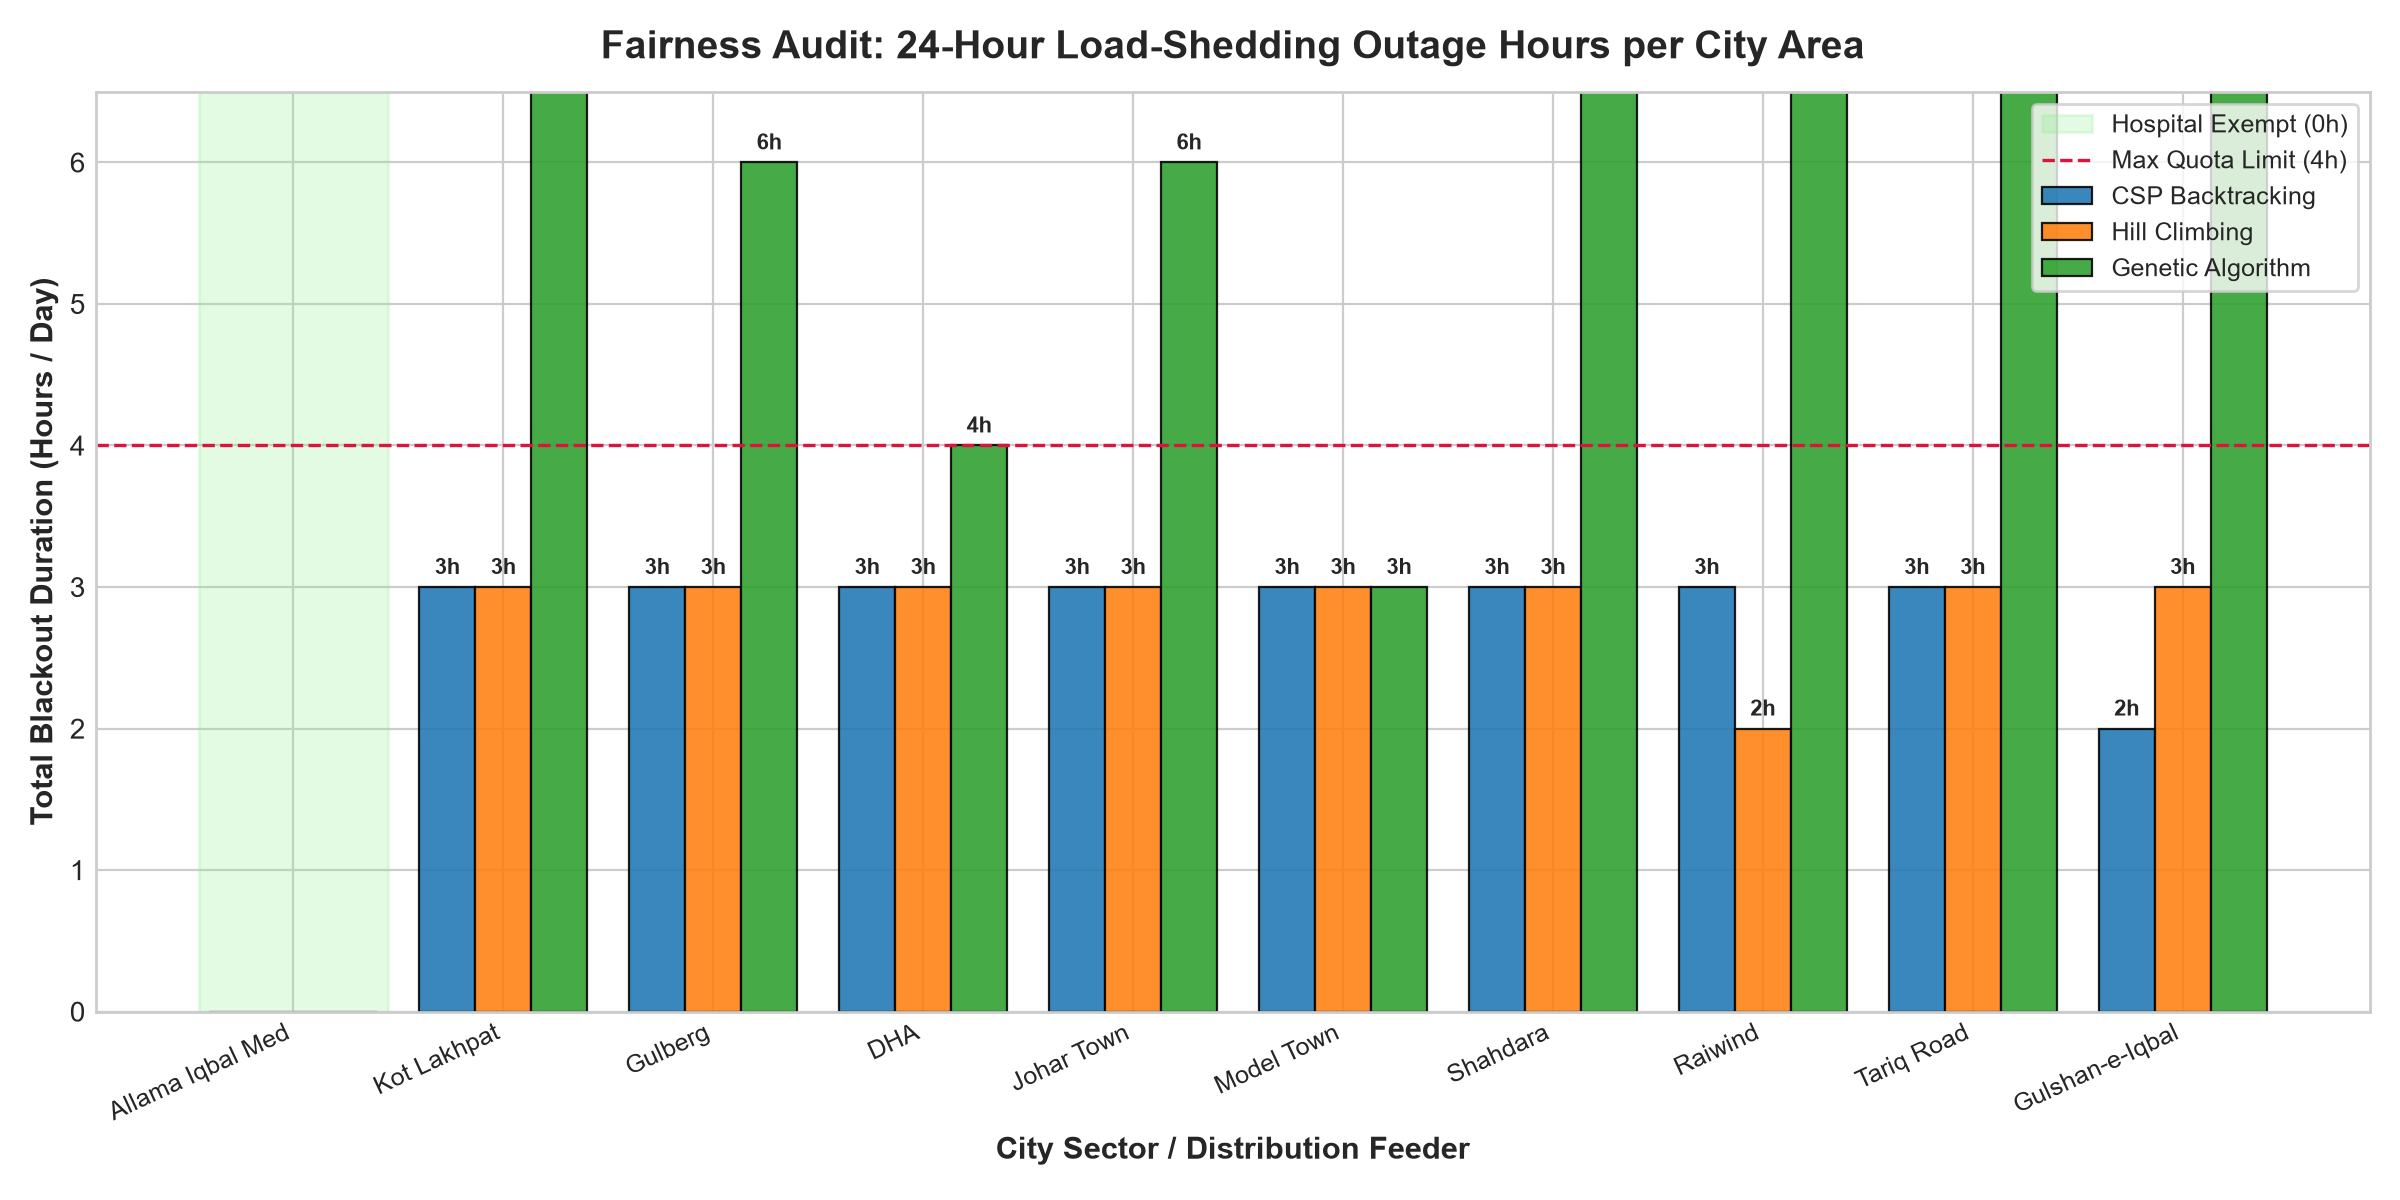 Fairness Audit: 24-Hour Load-Shedding Outage Hours per City Area
Total Blackout Duration (Hours / Day)
6
5
4
3
2
1
0
Hospital Exempt (0h)
Max Quota Limit (4h)
CSP Backtracking
Hill Climbing
Genetic Algorithm
6h 6h
4h
3h 3h 3h 3h 3h 3h 3h 3h 3h 3h 3h 3h 3h 3h 3h 3h 3h 3h
2h 2h
Allama Iqbal Med
Kot Lakhpat
Gulberg
DHA
Johar Town
Model Town
Shahdara
Raiwind
Tariq Road
Gulshan-e-Iqbal
City Sector / Distribution Feeder